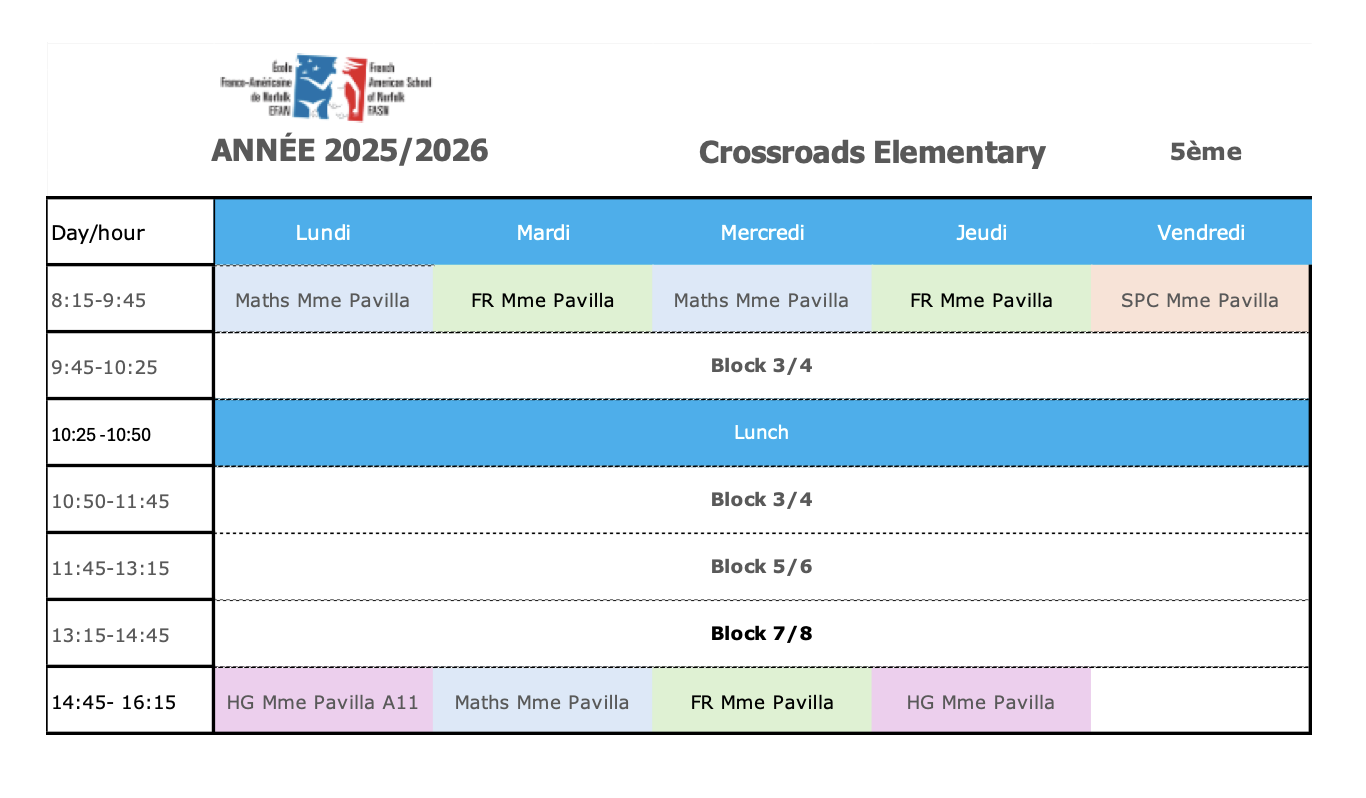 École
Franco-Américaine
de Norfolk
EFAN
French
American School
of Norfolk
FASN
ANNÉE 2025/2026
Crossroads Elementary
5ème
Day/hour Lundi Mardi Mercredi Jeudi Vendredi
8:15-9:45 Maths Mme Pavilla FR Mme Pavilla Maths Mme Pavilla FR Mme Pavilla SPC Mme Pavilla
9:45-10:25 Block 3/4
10:25 -10:50 Lunch
10:50-11:45 Block 3/4
11:45-13:15 Block 5/6
13:15-14:45 Block 7/8
14:45- 16:15 HG Mme Pavilla A11 Maths Mme Pavilla FR Mme Pavilla HG Mme Pavilla